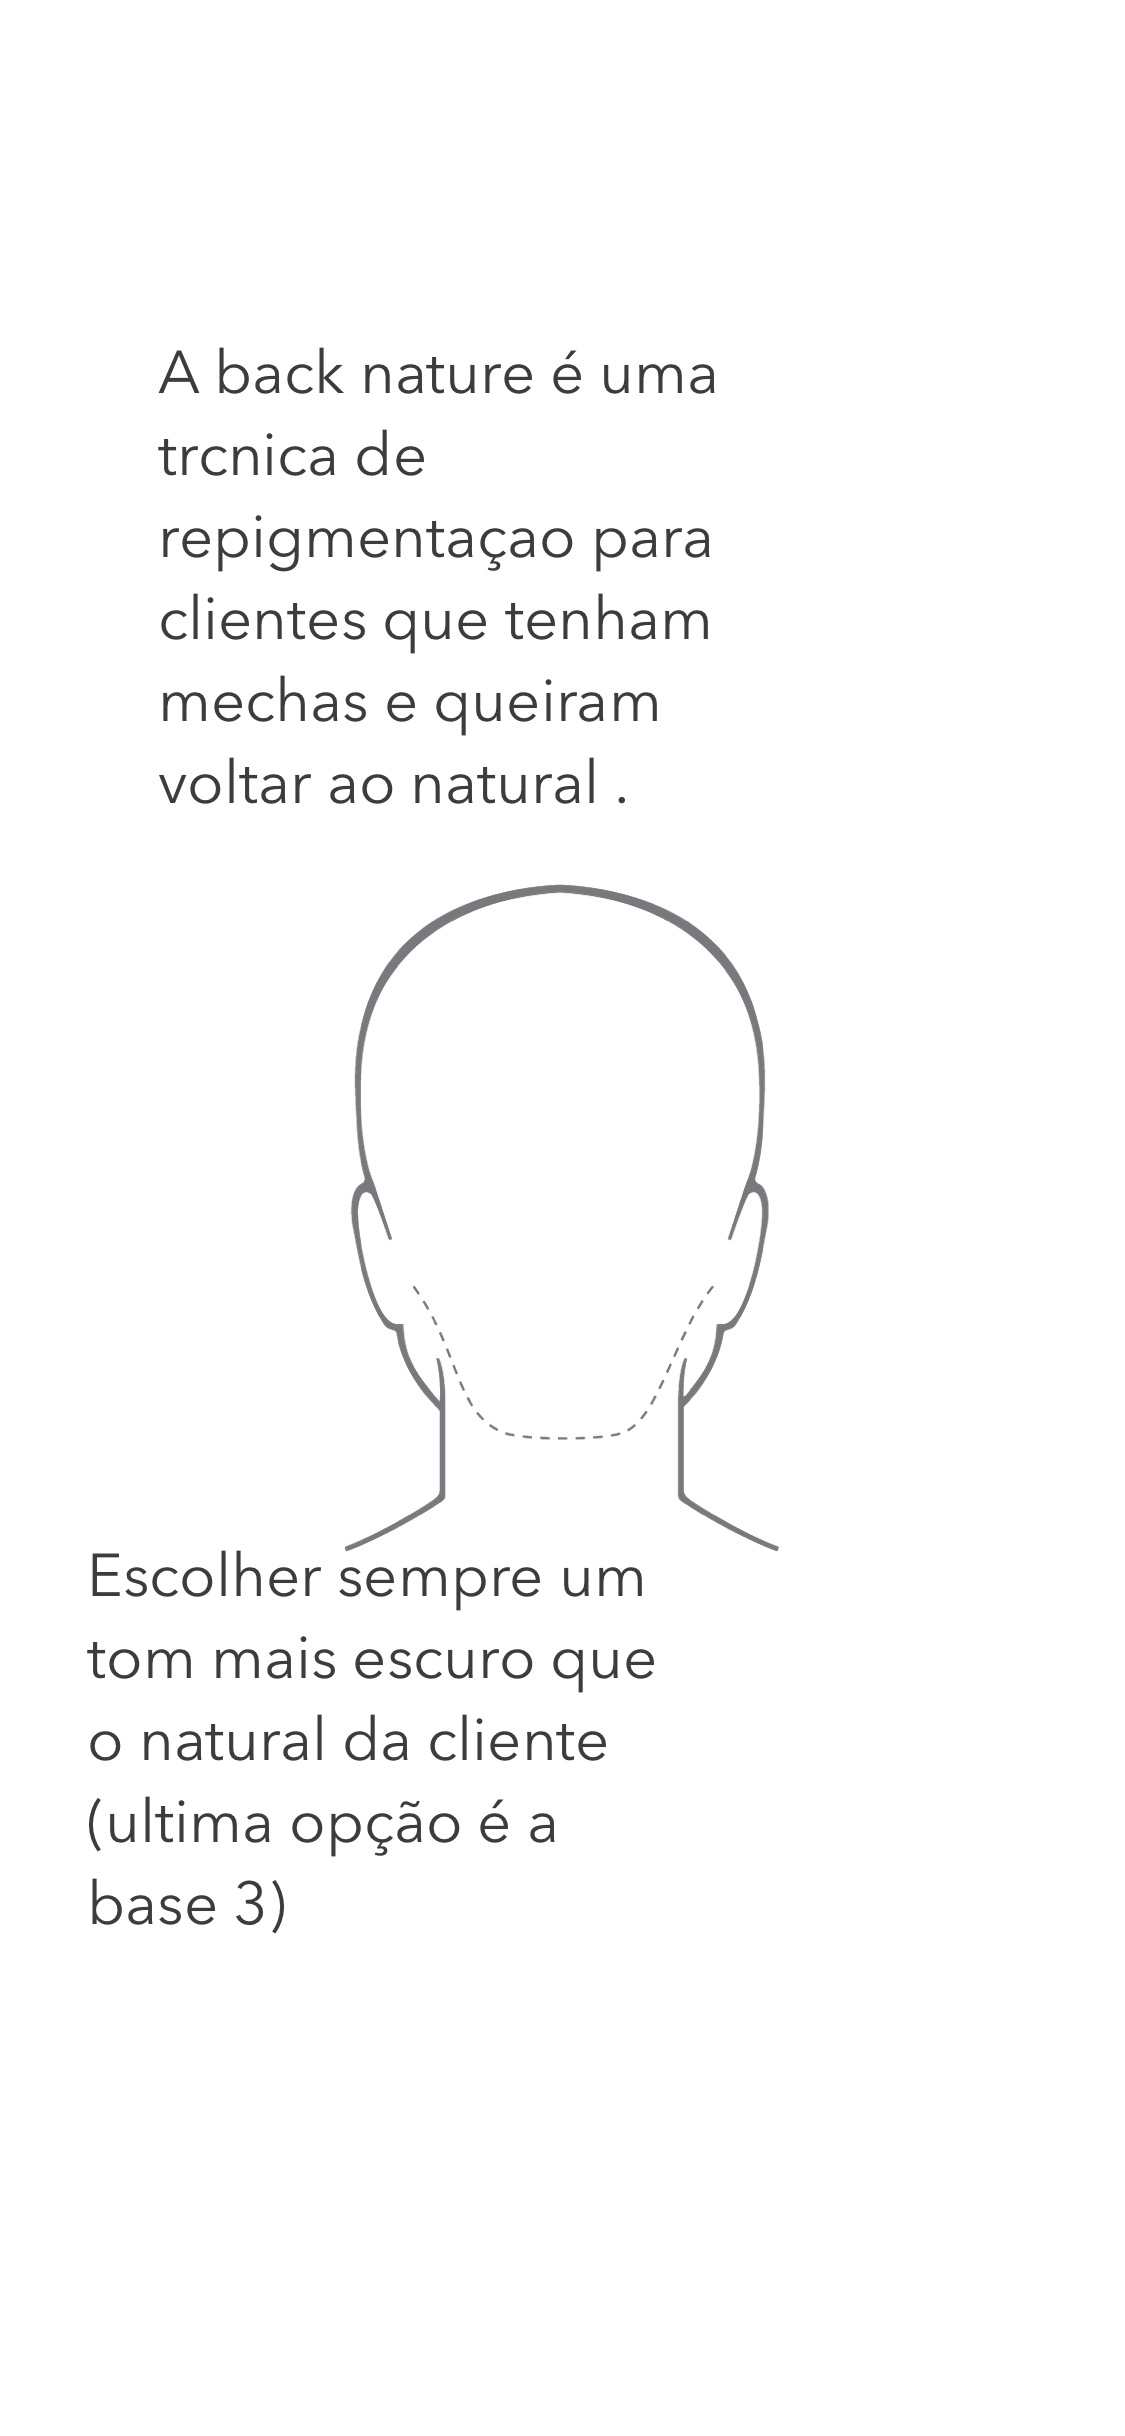 A back nature é uma
trcnica de
repigmentaçao para
clientes que tenham
mechas e queiram
voltar ao natural .
Escolher sempre um
tom mais escuro que
o natural da cliente
(ultima opção é a
base 3)